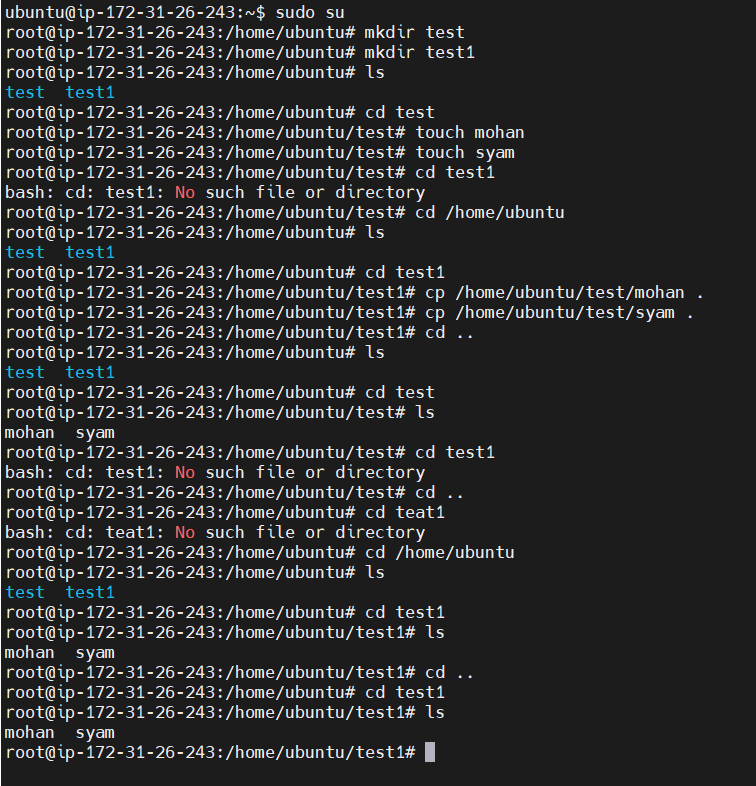 ubuntu@ip-172-31-26-243:~$ sudo su
root@ip-172-31-26-243:/home/ubuntu# mkdir test
root@ip-172-31-26-243:/home/ubuntu# mkdir test1
root@ip-172-31-26-243:/home/ubuntu# ls
test  test1
root@ip-172-31-26-243:/home/ubuntu# cd test
root@ip-172-31-26-243:/home/ubuntu/test# touch mohan
root@ip-172-31-26-243:/home/ubuntu/test# touch syam
root@ip-172-31-26-243:/home/ubuntu/test# cd test1
bash: cd: test1: No such file or directory
root@ip-172-31-26-243:/home/ubuntu/test# cd /home/ubuntu
root@ip-172-31-26-243:/home/ubuntu# ls
test  test1
root@ip-172-31-26-243:/home/ubuntu# cd test1
root@ip-172-31-26-243:/home/ubuntu/test1# cp /home/ubuntu/test/mohan .
root@ip-172-31-26-243:/home/ubuntu/test1# cp /home/ubuntu/test/syam .
root@ip-172-31-26-243:/home/ubuntu/test1# cd ..
root@ip-172-31-26-243:/home/ubuntu# ls
test  test1
root@ip-172-31-26-243:/home/ubuntu# cd test
root@ip-172-31-26-243:/home/ubuntu/test# ls
mohan  syam
root@ip-172-31-26-243:/home/ubuntu/test# cd test1
bash: cd: test1: No such file or directory
root@ip-172-31-26-243:/home/ubuntu/test# cd ..
root@ip-172-31-26-243:/home/ubuntu# cd teat1
bash: cd: teat1: No such file or directory
root@ip-172-31-26-243:/home/ubuntu# cd /home/ubuntu
root@ip-172-31-26-243:/home/ubuntu# ls
test  test1
root@ip-172-31-26-243:/home/ubuntu# cd test1
root@ip-172-31-26-243:/home/ubuntu/test1# ls
mohan  syam
root@ip-172-31-26-243:/home/ubuntu/test1# cd ..
root@ip-172-31-26-243:/home/ubuntu# cd test1
root@ip-172-31-26-243:/home/ubuntu/test1# ls
mohan  syam
root@ip-172-31-26-243:/home/ubuntu/test1#